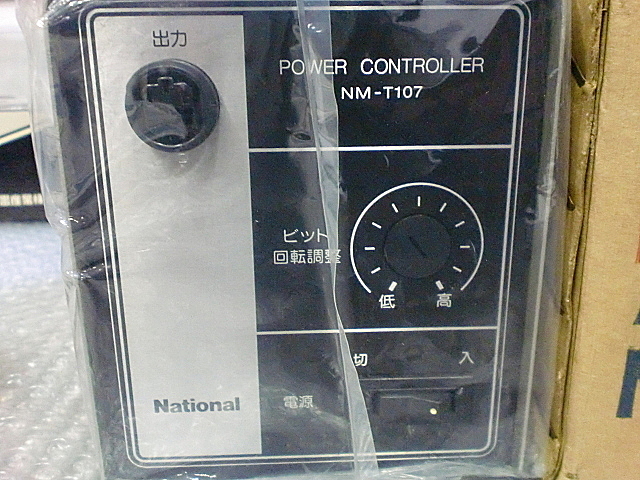 出力
POWER CONTROLLER
NM-T107
ビット
回転調整
低 高
切 入
National 電源